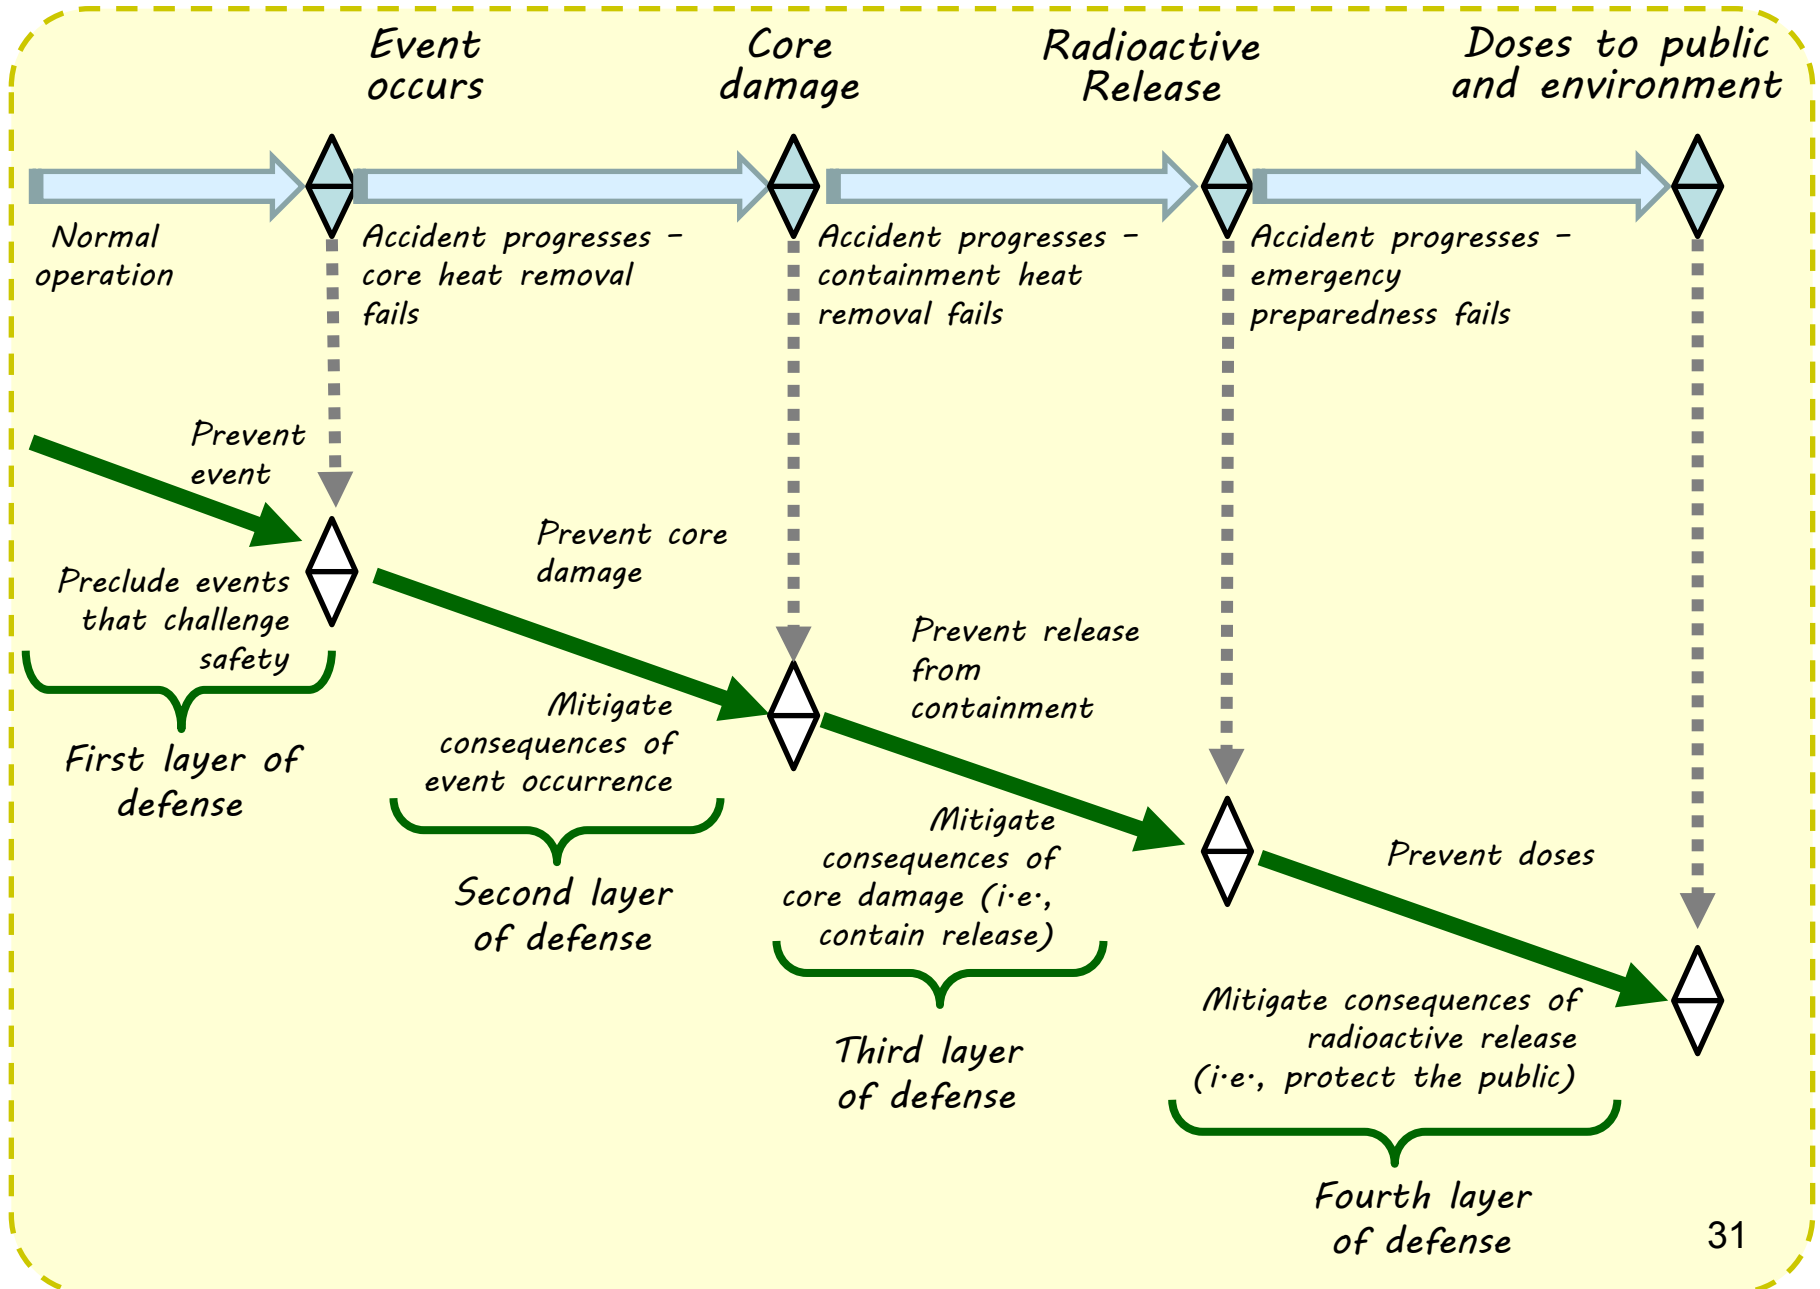 Event
occurs
Core
damage
Radioactive
Release
Doses to public
and environment
Normal
operation
Accident progresses –
core heat removal
fails
Accident progresses –
containment heat
removal fails
Accident progresses –
emergency
preparedness fails
Prevent
event
Preclude events
that challenge
safety
First layer of
defense
Prevent core
damage
Mitigate
consequences of
event occurrence
Second layer
of defense
Prevent release
from
containment
Mitigate
consequences of
core damage (i.e.,
contain release)
Third layer
of defense
Prevent doses
Mitigate consequences of
radioactive release
(i.e., protect the public)
Fourth layer
of defense
31